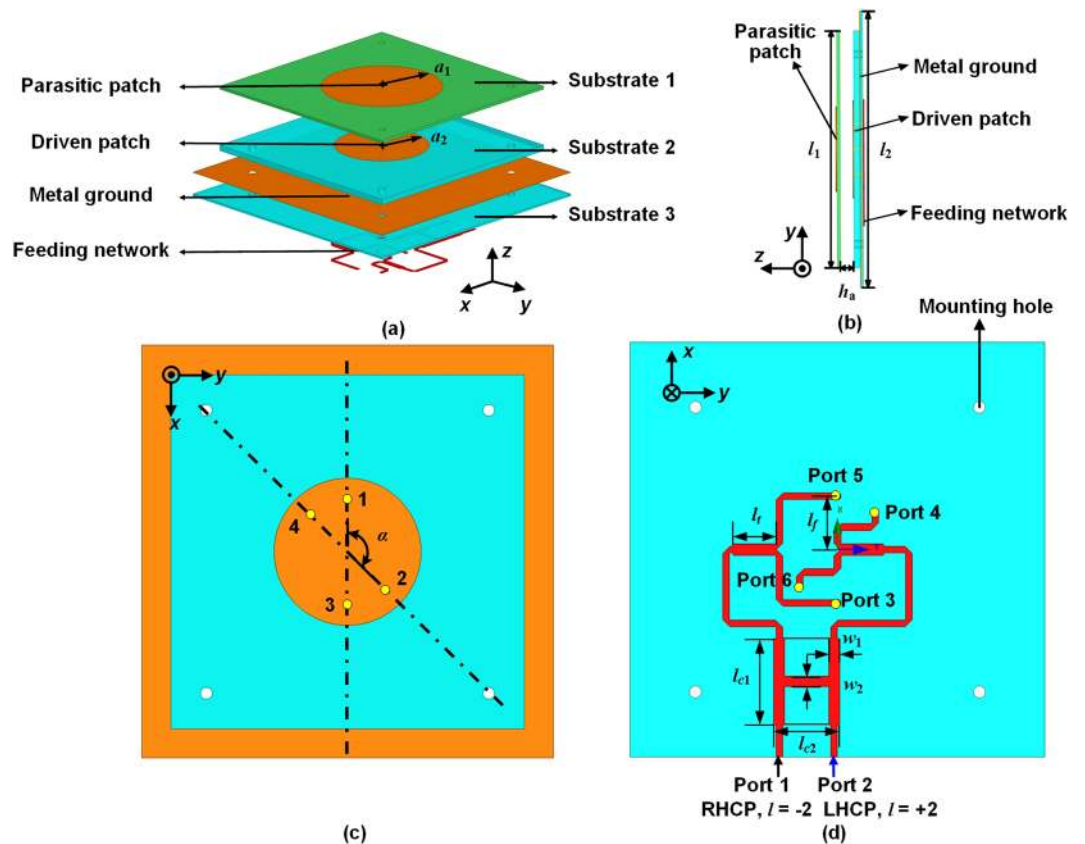 Parasitic patch
a1
Substrate 1
Driven patch
a2
Substrate 2
Metal ground
Substrate 3
Feeding network
z
x
y
(a)
Parasitic
patch
Metal ground
Driven patch
l1
l2
Feeding network
y
z
ha
(b)
Mounting hole
y
x
1
4
α
2
3
(c)
x
y
Port 5
lt
lf
Port 4
Port 6
Port 3
w1
lc1
w2
lc2
Port 1
Port 2
RHCP, l = -2
LHCP, l = +2
(d)